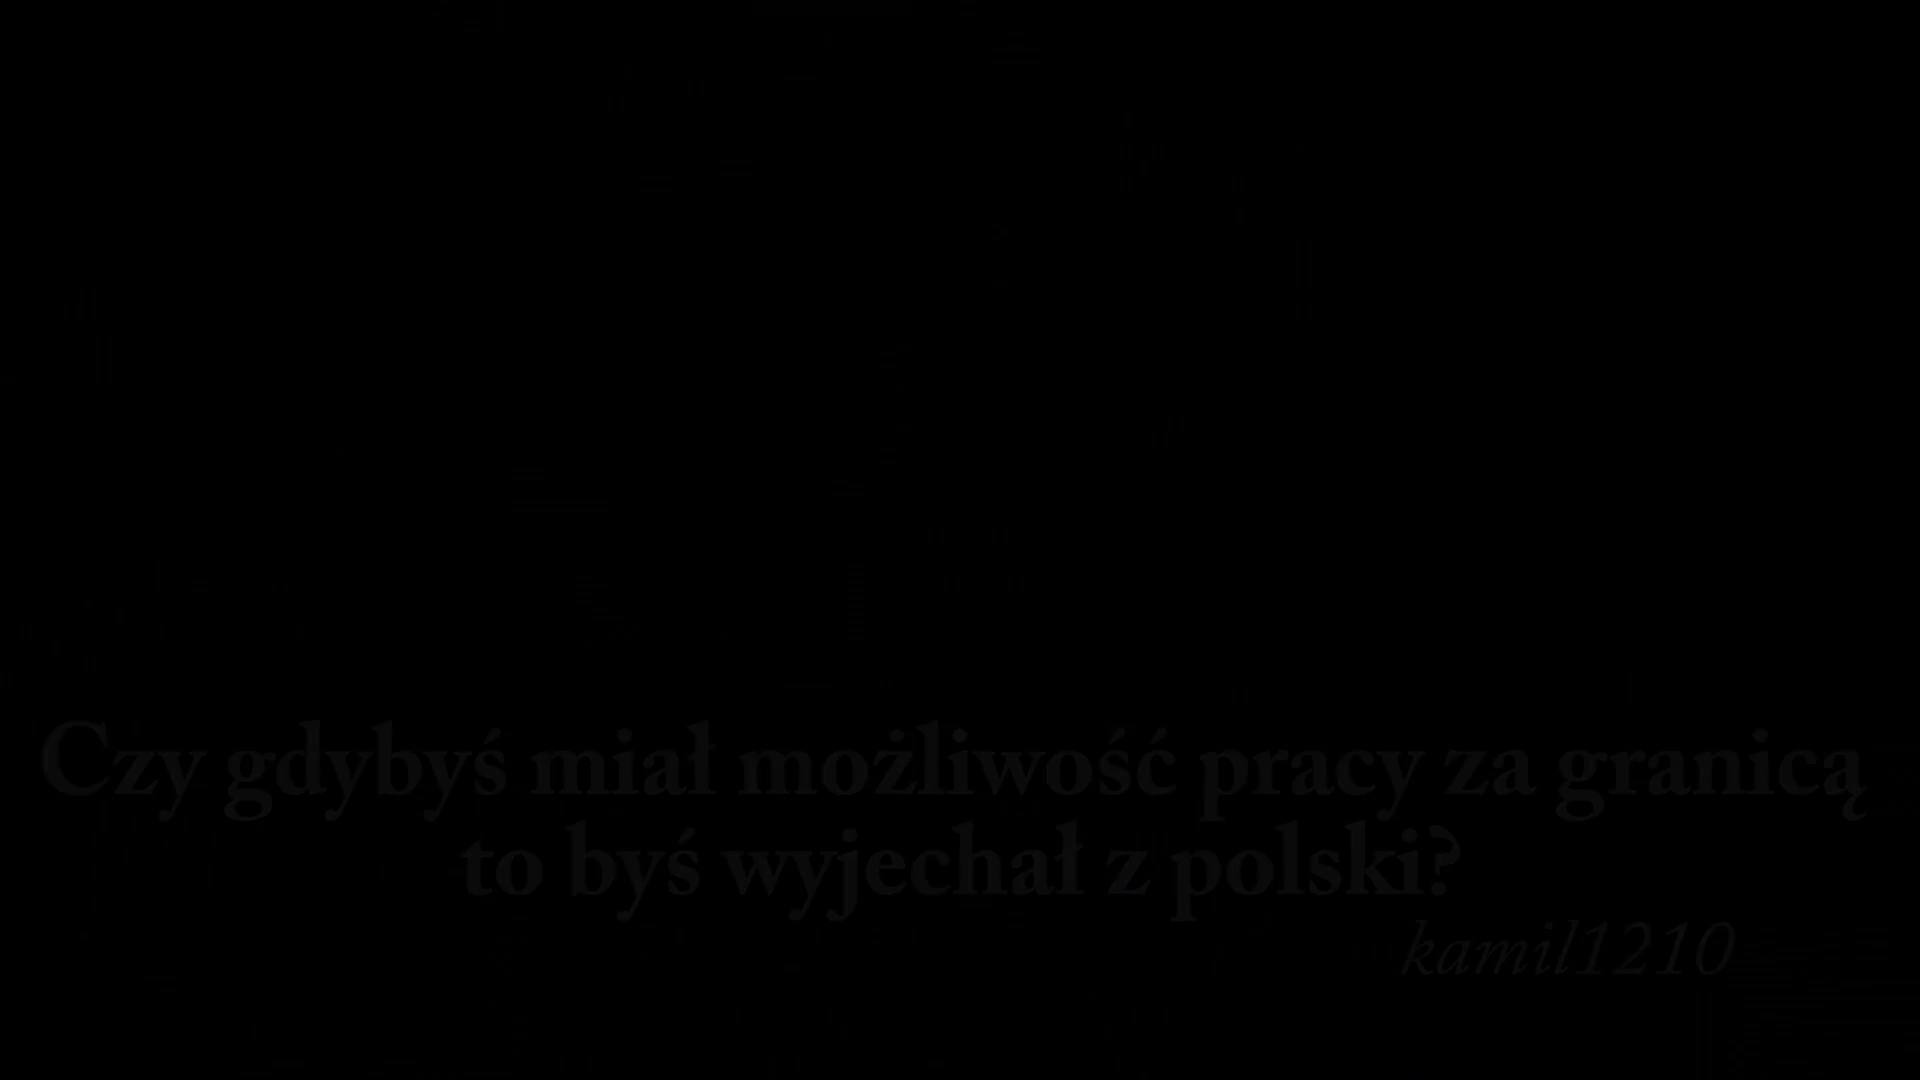 Czy gdybyś miał możliwość pracy za granicą
to byś wyjechał z polski?
kamil1210